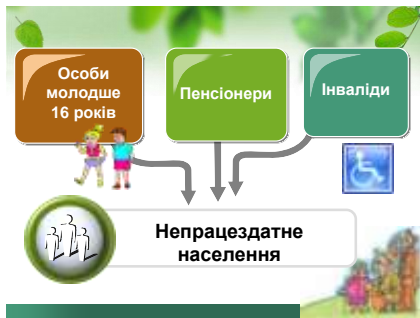 Особи
молодше
16 років
Пенсіонери
Інваліди
Непрацездатне
населення